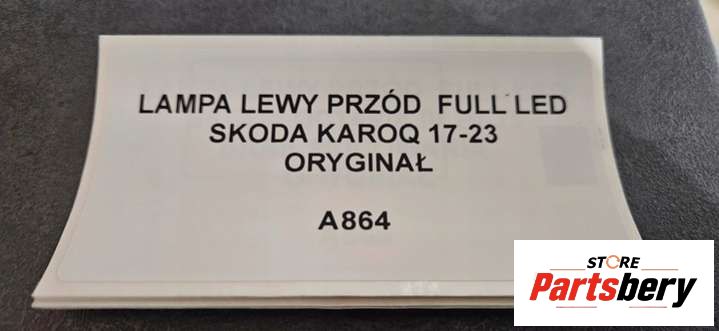 LAMPA LEWY PRZÓD FULL LED
SKODA KAROQ 17-23
ORYGINAŁ
A864
STORE
Partsbery